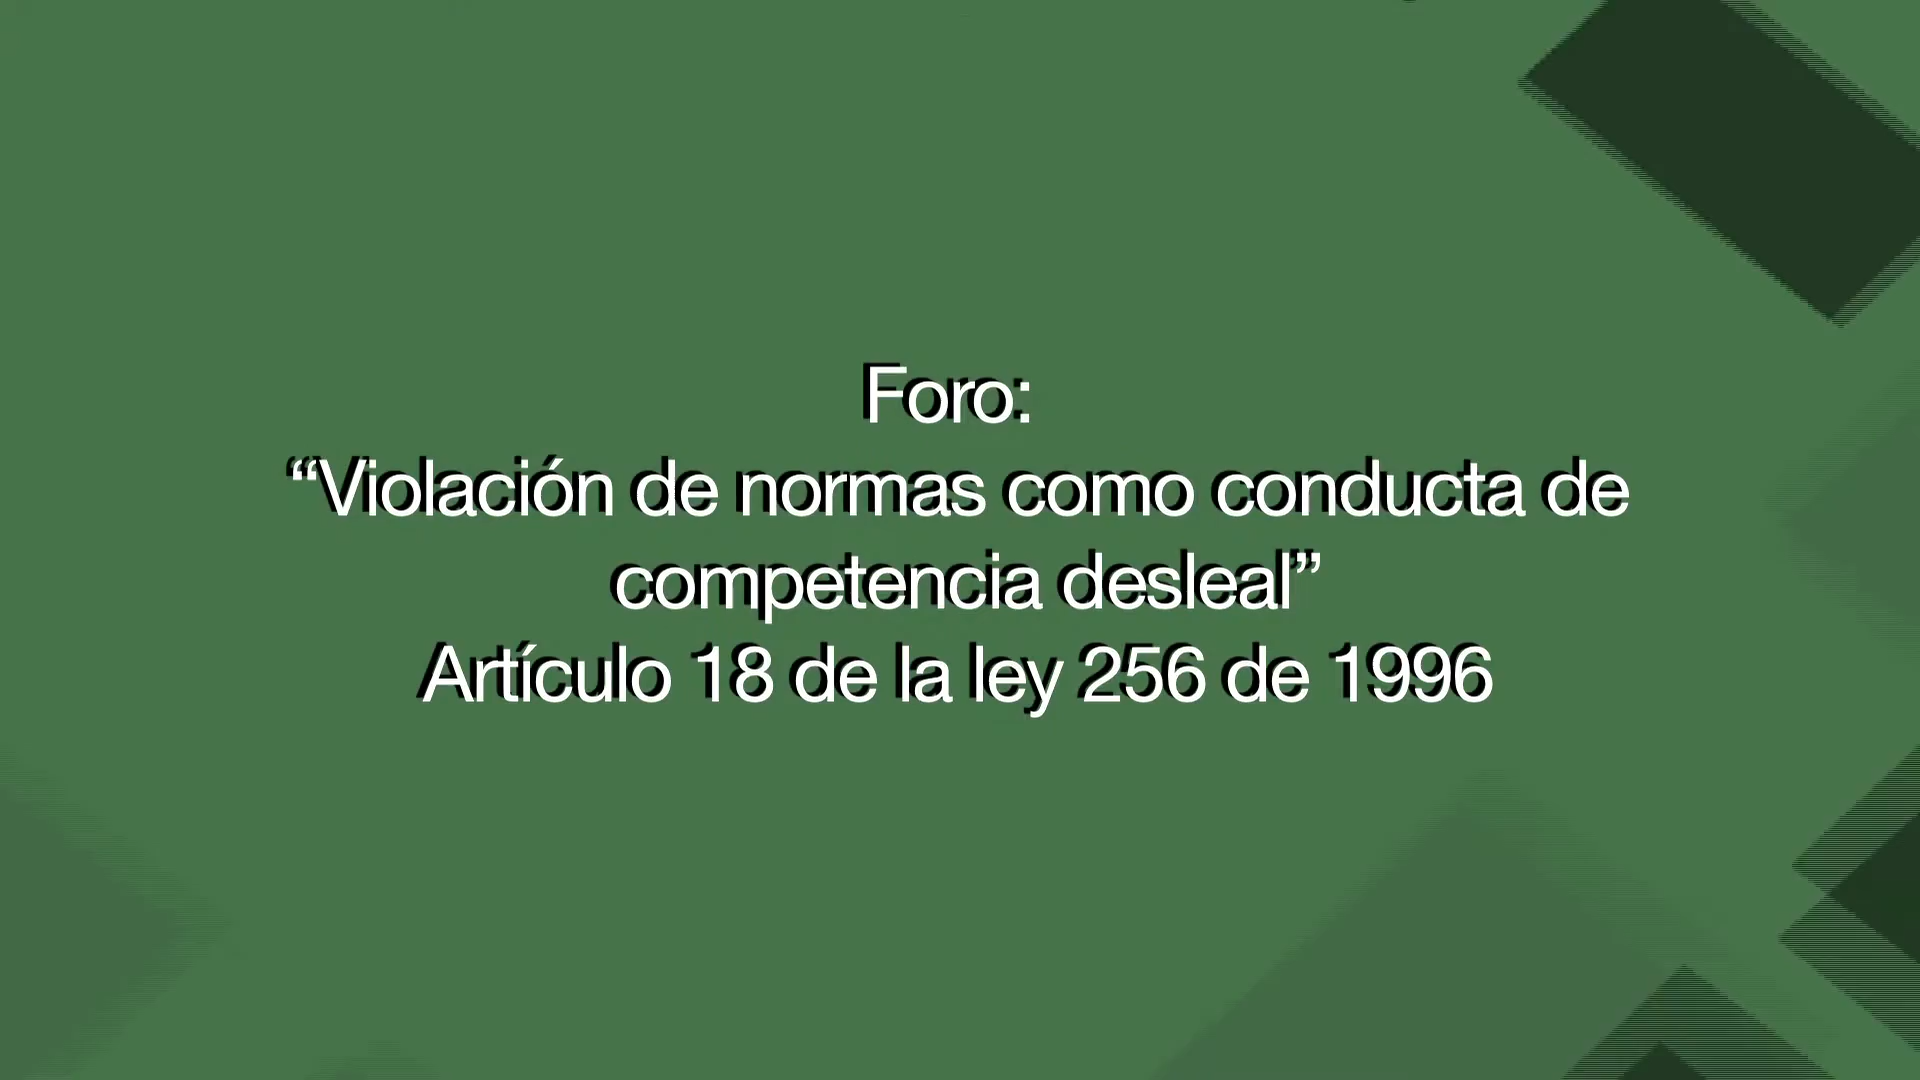 Foro:
“Violación de normas como conducta de
competencia desleal”
Artículo 18 de la ley 256 de 1996